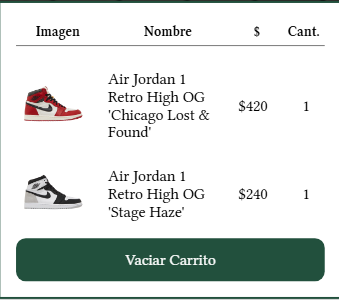 Imagen Nombre $ Cant.
Air Jordan 1
Retro High OG
'Chicago Lost &
Found'
$420 1
Air Jordan 1
Retro High OG
'Stage Haze'
$240 1
Vaciar Carrito